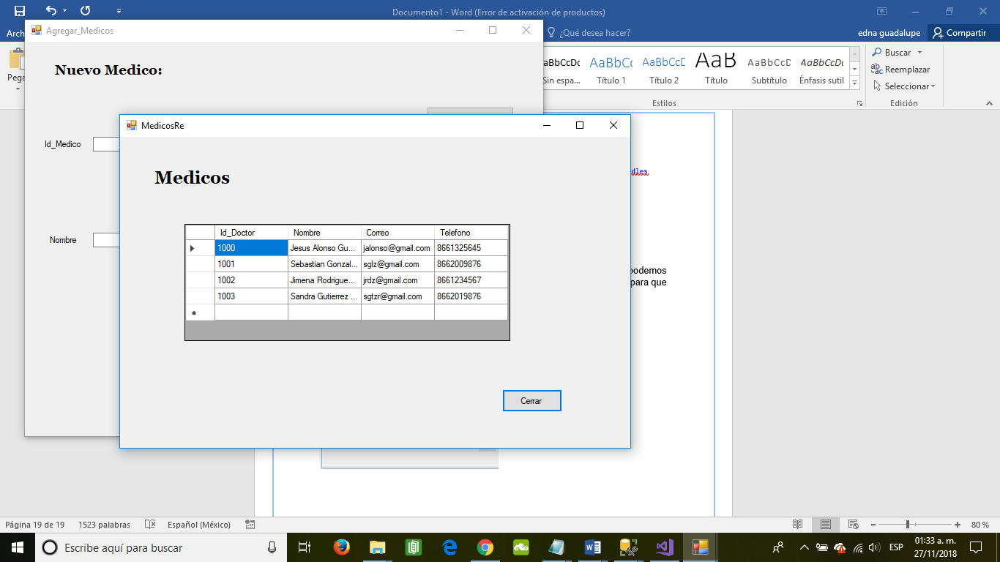 Documento1 - Word (Error de activación de productos)
Arch
¿Qué desea hacer?
edna guadalupe
Compartir
Agregar_Medicos
Nuevo Medico:
Id_Medico
Nombre
Pega
AaBbCcDc
AaBbCc
AaBbCcD
AaB
AaBbCcD
AaBbCcDc
Sin espa...
Título 1
Título 2
Título
Subtítulo
Énfasis sutil
Estilos
Buscar
Reemplazar
Seleccionar
Edición
MedicosRe
Medicos
Id_Doctor Nombre Correo Telefono
1000 Jesus Alonso Gu... jalonso@gmail.com 8661325645
1001 Sebastian Gonzal... sglz@gmail.com 8662009876
1002 Jimena Rodrigue... jrdz@gmail.com 8661234567
1003 Sandra Gutierrez ... sgtzr@gmail.com 8662019876
Cerrar
dles
podemos
para que
Página 19 de 19 1523 palabras Español (México) 80 %
Escribe aquí para buscar
ESP
01:33 a. m.
27/11/2018